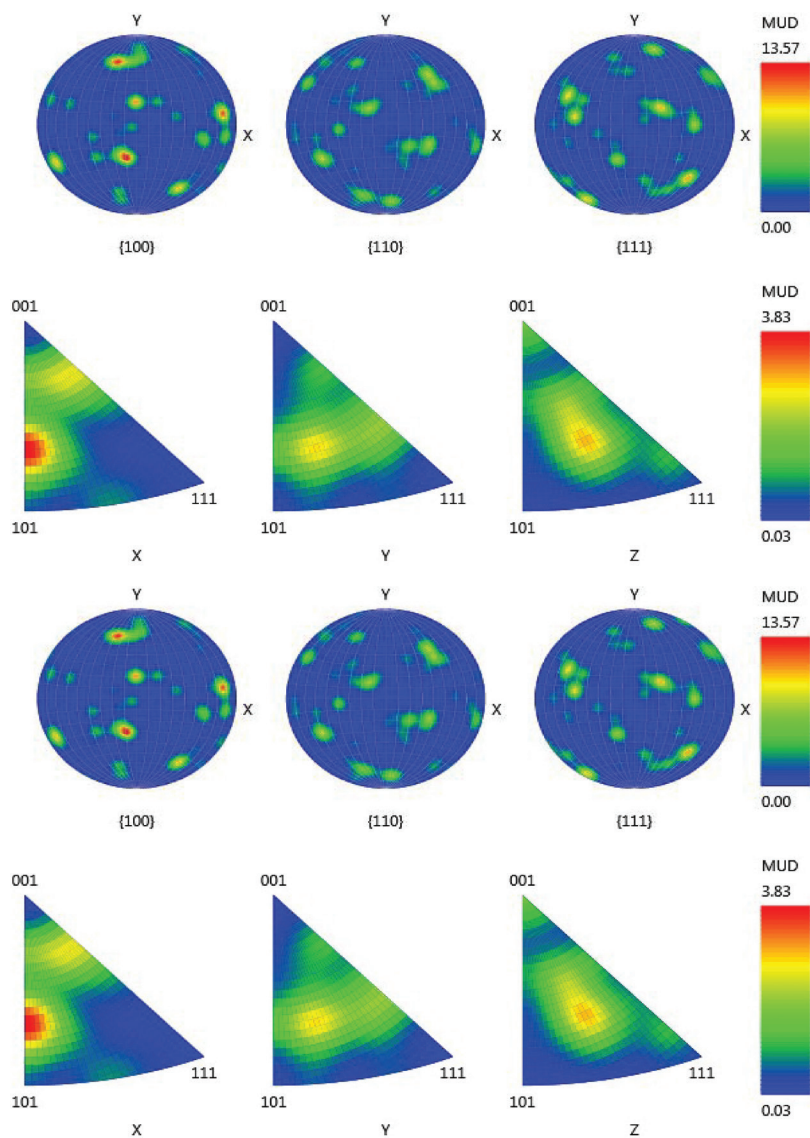 Y Y Y MUD
13.57
X X X
0.00
{100} {110} {111}
MUD
001 001 001 3.83
111 111 111
101 101 101 0.03
X Y Z
Y Y Y MUD
13.57
X X X
0.00
{100} {110} {111}
MUD
001 001 001 3.83
111 111 111
101 101 101 0.03
X Y Z